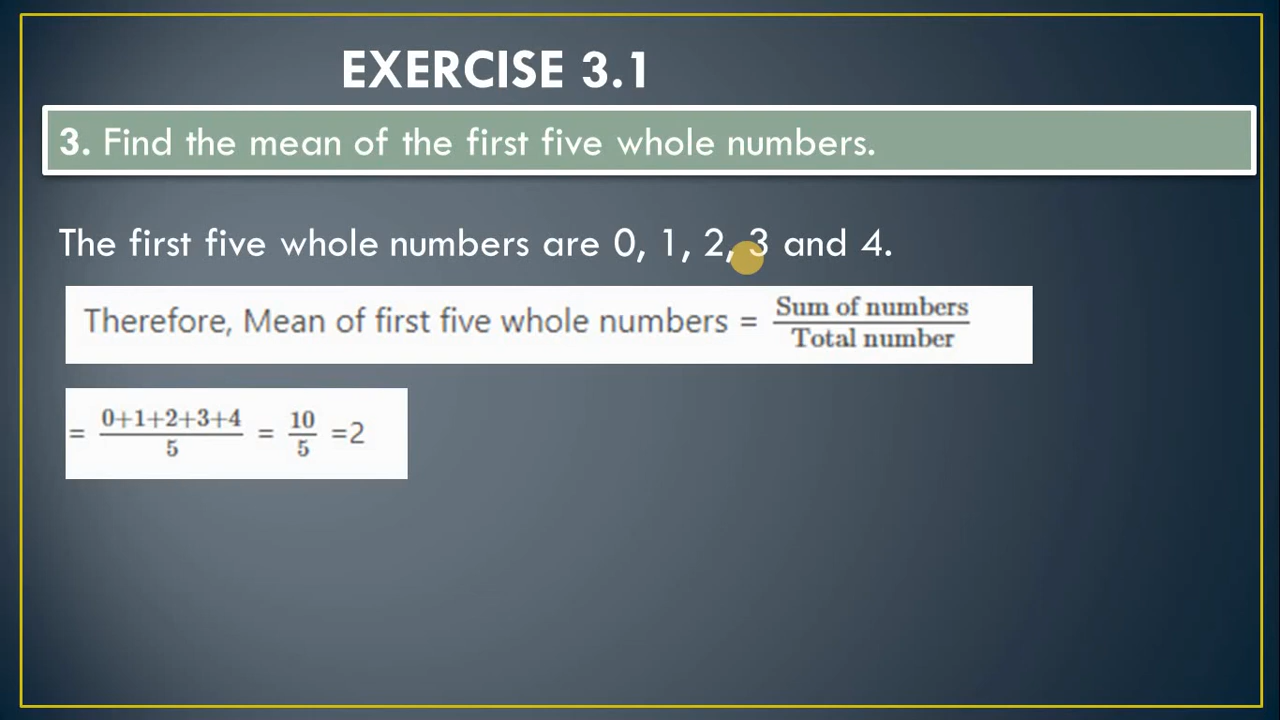 EXERCISE 3.1
3. Find the mean of the first five whole numbers.
The first five whole numbers are 0, 1, 2, 3 and 4.
Therefore, Mean of first five whole numbers = Sum of numbers / Total number
= 0+1+2+3+4 / 5 = 10 / 5 =2